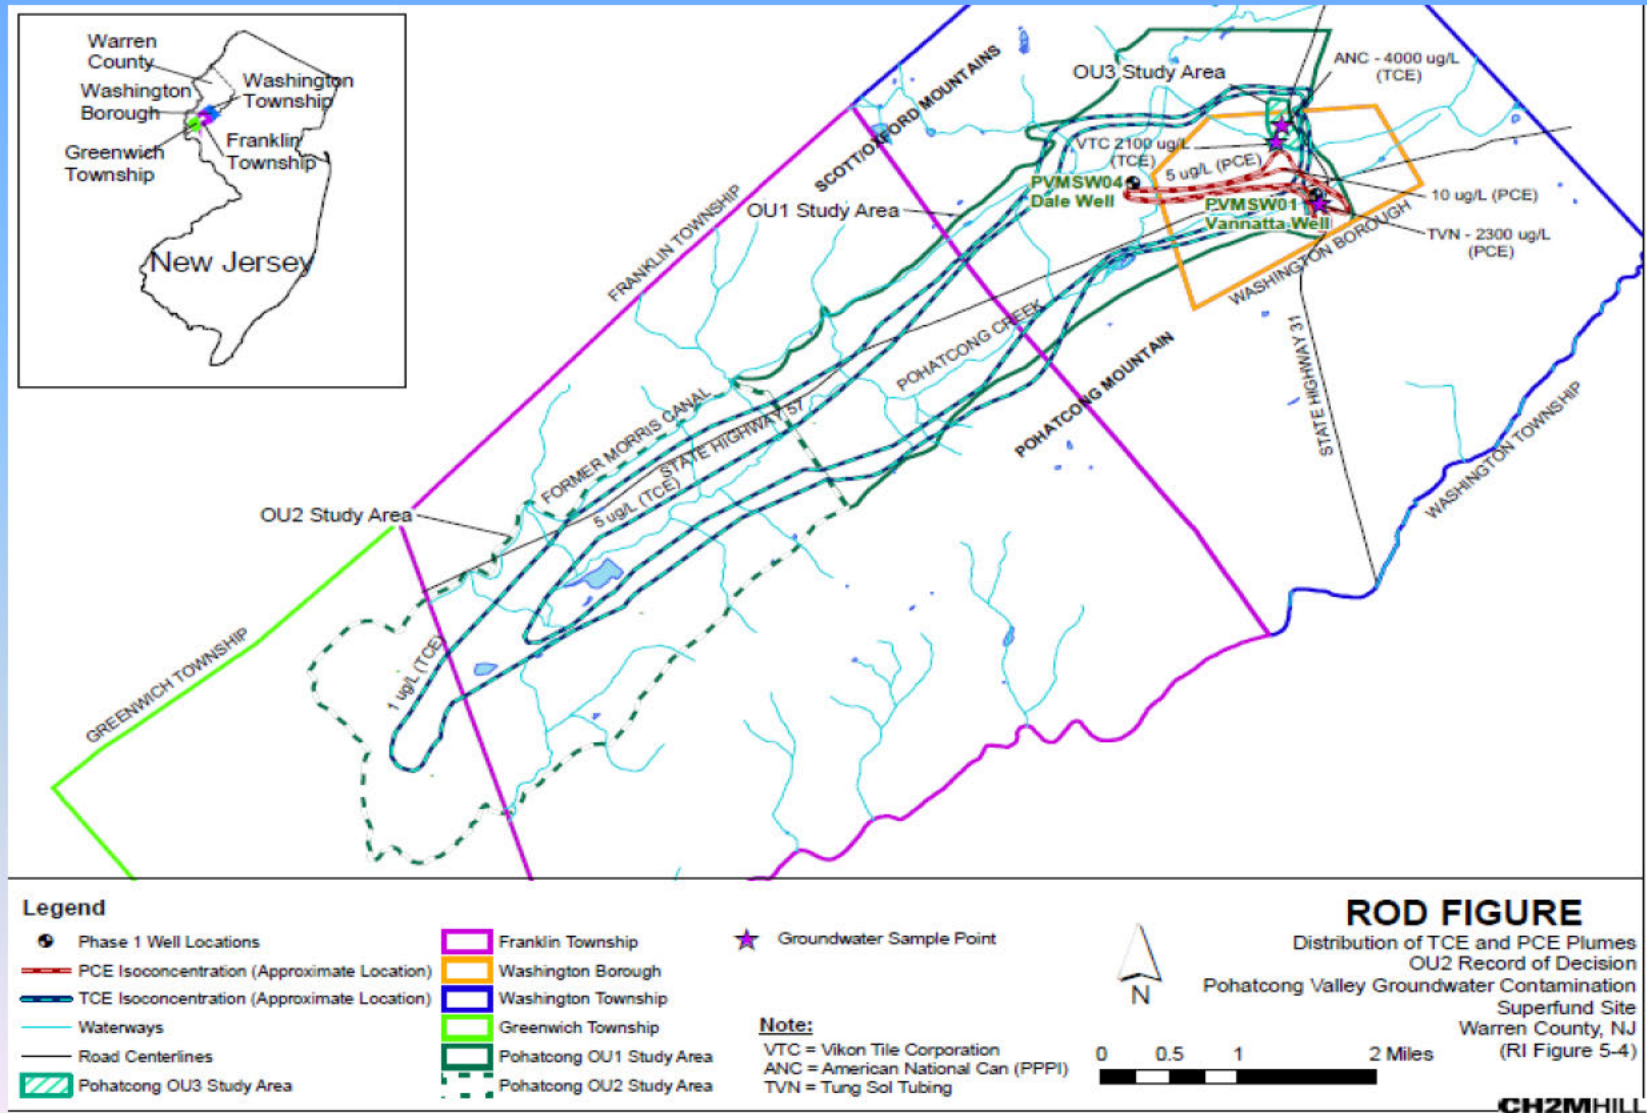 Warren
County
Washington
Borough
Washington
Township
Greenwich
Township
Franklin
Township
New Jersey
SCOTT/OXFORD MOUNTAINS
OU3 Study Area
ANC - 4000 ug/L
(TCE)
VTC 2100 ug/L
(TCE)
5 ug/L (PCE)
PVMSW04
Dale Well
PVMSW01
Vannatta Well
10 ug/L (PCE)
TVN - 2300 ug/L
(PCE)
OU1 Study Area
FRANKLIN TOWNSHIP
WASHINGTON BOROUGH
POHATCONG CREEK
POHATCONG MOUNTAIN
STATE HIGHWAY 31
WASHINGTON TOWNSHIP
FORMER MORRIS CANAL
STATE HIGHWAY 57
5 ug/L (TCE)
OU2 Study Area
1 ug/L (TCE)
GREENWICH TOWNSHIP
Legend
Phase 1 Well Locations
PCE Isoconcentration (Approximate Location)
TCE Isoconcentration (Approximate Location)
Waterways
Road Centerlines
Pohatcong OU3 Study Area
Franklin Township
Washington Borough
Washington Township
Greenwich Township
Pohatcong OU1 Study Area
Pohatcong OU2 Study Area
Groundwater Sample Point
Note:
VTC = Vikon Tile Corporation
ANC = American National Can (PPPI)
TVN = Tung Sol Tubing
N
0 0.5 1 2 Miles
ROD FIGURE
Distribution of TCE and PCE Plumes
OU2 Record of Decision
Pohatcong Valley Groundwater Contamination
Superfund Site
Warren County, NJ
(RI Figure 5-4)
CH2MHILL